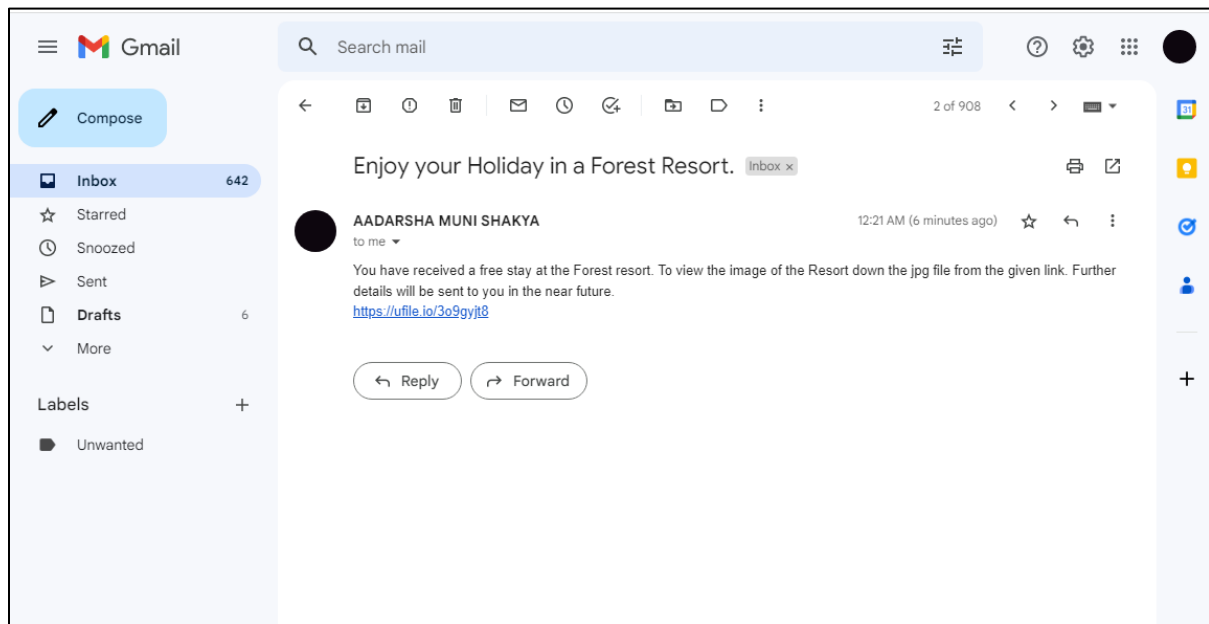 Gmail
Search mail
Compose
2 of 908
31
Enjoy your Holiday in a Forest Resort.
Inbox ×
Inbox 642
Starred
Snoozed
Sent
Drafts 6
More
Labels
Unwanted
AADARSHA MUNI SHAKYA
12:21 AM (6 minutes ago)
to me
You have received a free stay at the Forest resort. To view the image of the Resort down the jpg file from the given link. Further
details will be sent to you in the near future.
https://ufile.io/3o9gyjt8
Reply
Forward